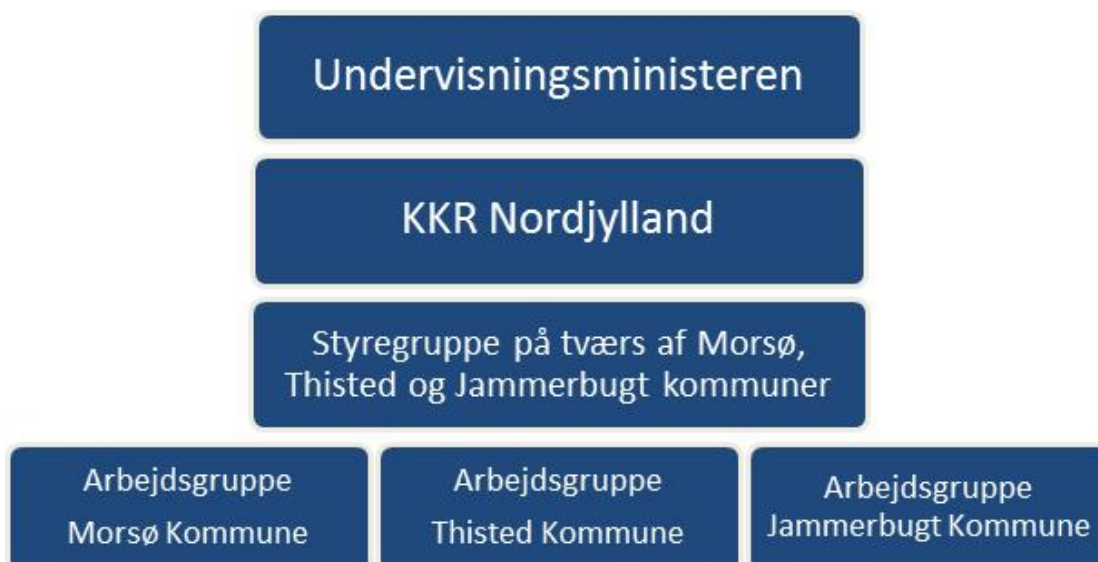 Undervisningsministeren
KKR Nordjylland
Styregruppe på tværs af Morsø,
Thisted og Jammerbugt kommuner
Arbejdsgruppe
Morsø Kommune
Arbejdsgruppe
Thisted Kommune
Arbejdsgruppe
Jammerbugt Kommune